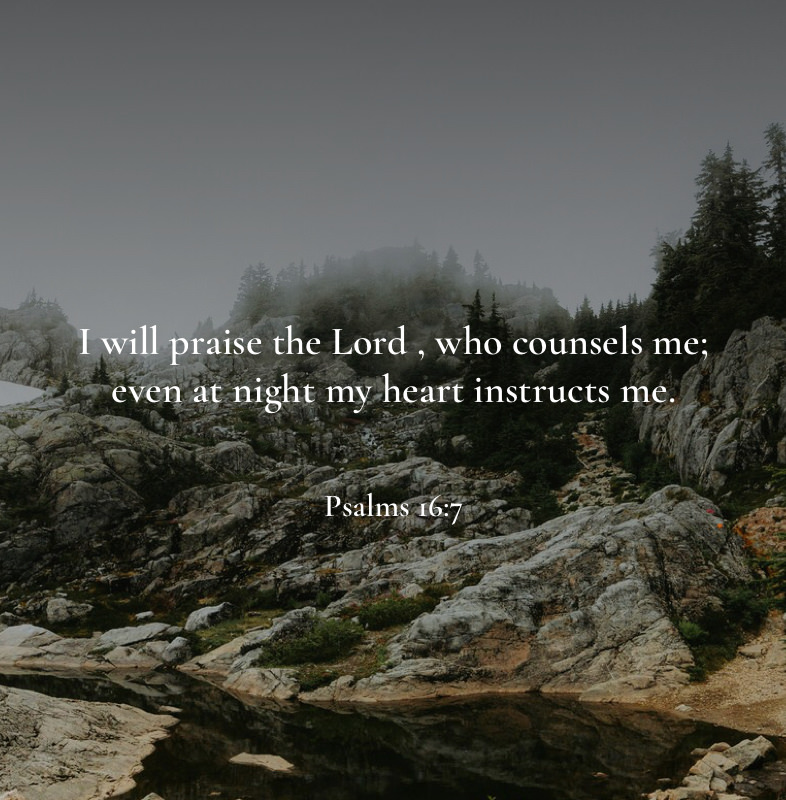 I will praise the Lord , who counsels me;
even at night my heart instructs me.
Psalms 16:7